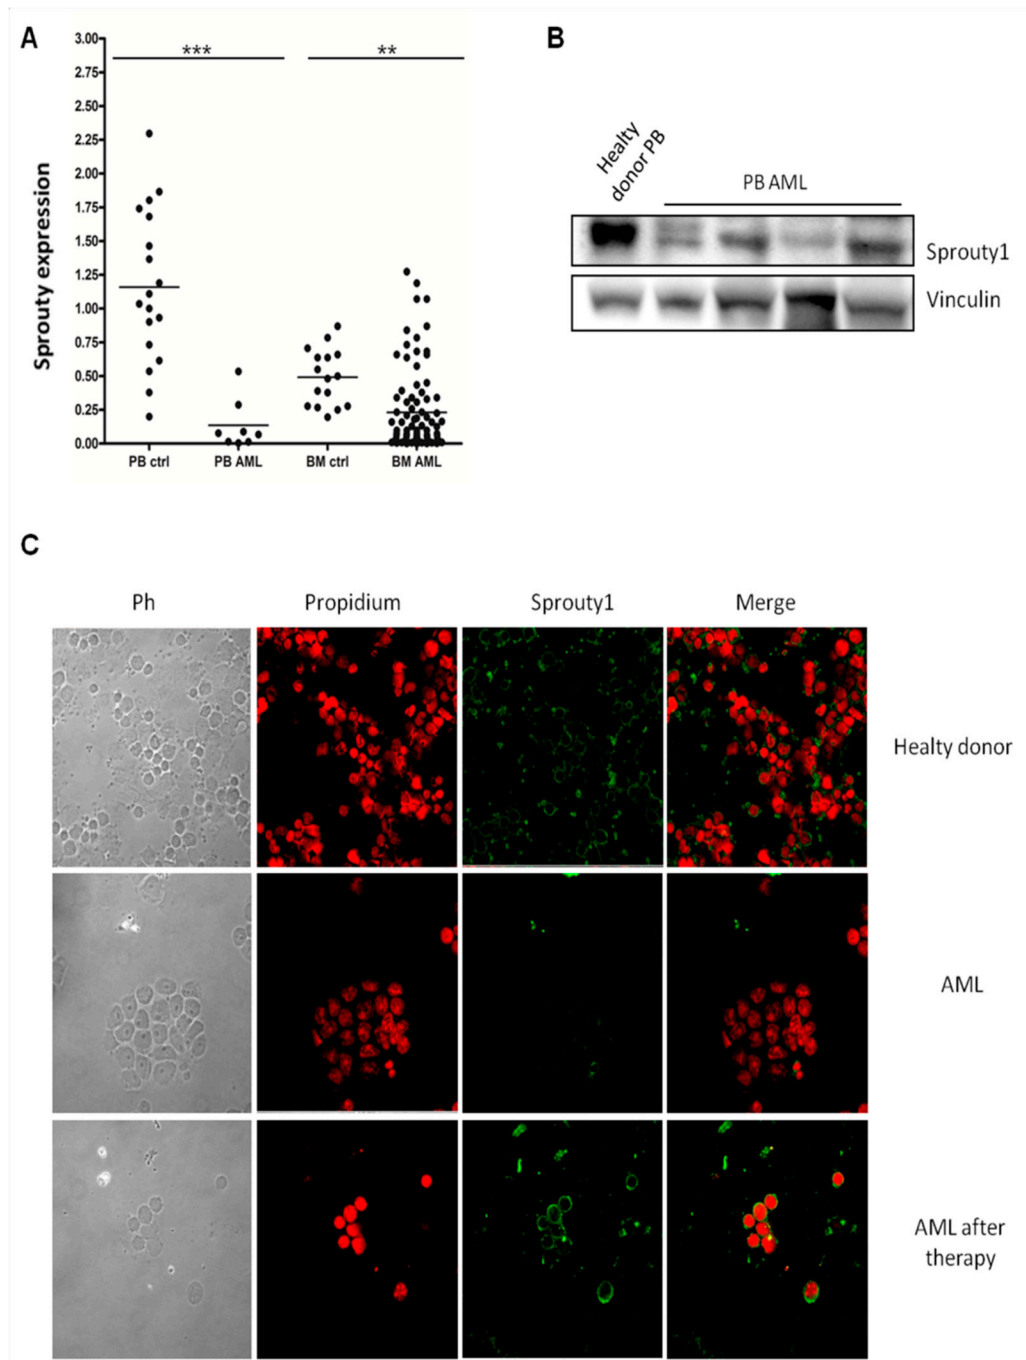 A
3.00
2.75
2.50
2.25
2.00
1.75
1.50
1.25
1.00
0.75
0.50
0.25
0.00
Sprouty expression
***
**
PB ctrl
PB AML
BM ctrl
BM AML
B
Healty
donor PB
PB AML
Sprouty1
Vinculin
C
Ph
Propidium
Sprouty1
Merge
Healty donor
AML
AML after
therapy